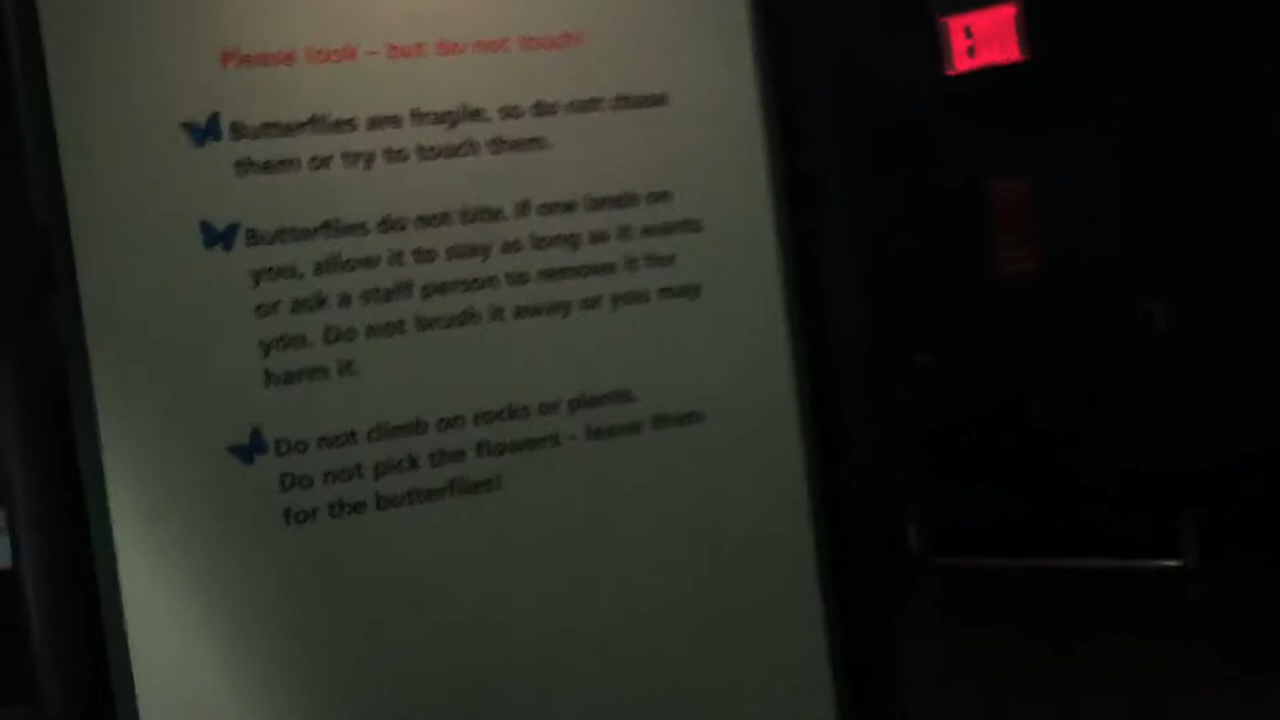 Please look – but do not touch!
Butterflies are fragile, so do not chase
them or try to touch them.
Butterflies do not bite. If one lands on
you, allow it to stay as long as it wants
or ask a staff person to remove it for
you. Do not brush it away or you may
harm it.
Do not climb on rocks or plants.
Do not pick the flowers – leave them
for the butterflies!